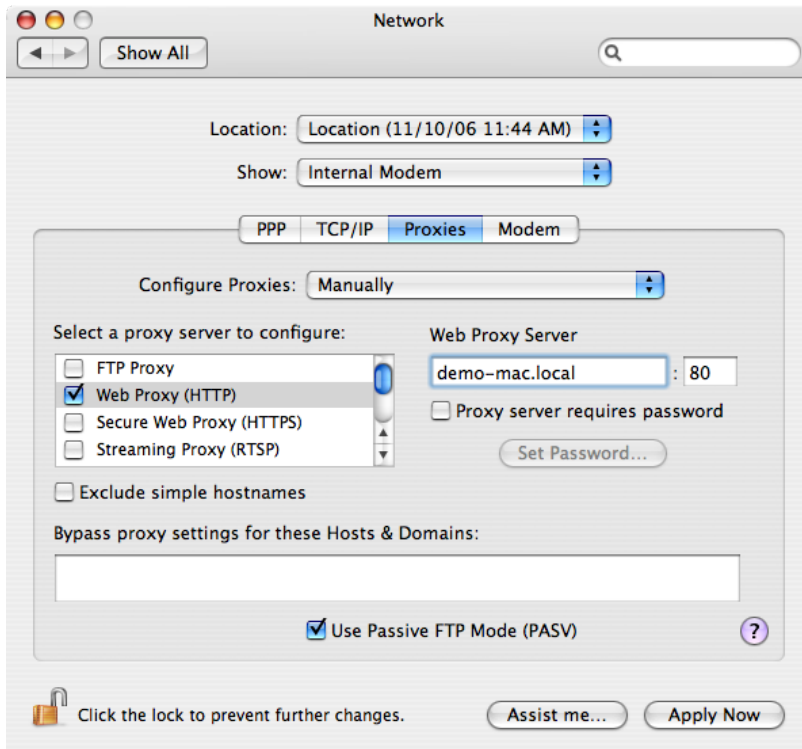 Network
Show All
Location: Location (11/10/06 11:44 AM)
Show: Internal Modem
PPP TCP/IP Proxies Modem
Configure Proxies: Manually
Select a proxy server to configure:
FTP Proxy
Web Proxy (HTTP)
Secure Web Proxy (HTTPS)
Streaming Proxy (RTSP)
Web Proxy Server
demo-mac.local : 80
Proxy server requires password
Set Password...
Exclude simple hostnames
Bypass proxy settings for these Hosts & Domains:
Use Passive FTP Mode (PASV) ?
Click the lock to prevent further changes. Assist me... Apply Now